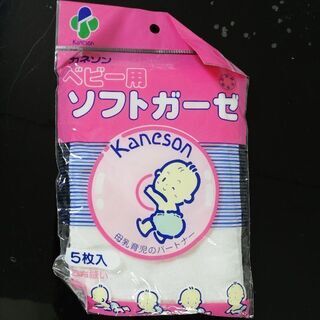 Kaneson
カネソン
ベビー用
ソフトガーゼ
Kaneson
母乳育児のパートナー
5枚入